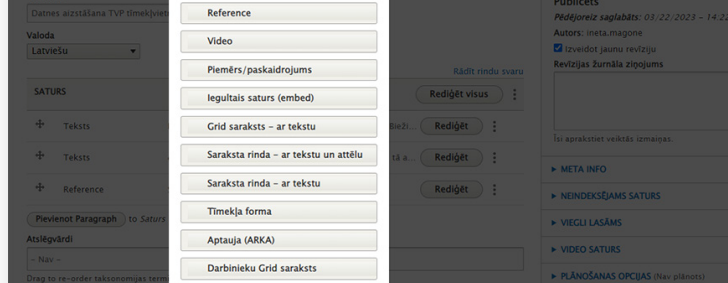 Datnes aizstāšana TVP tīmekļviet
Valoda
Latviešu
Rādīt rindu svaru
SATURS
Rediģēt visus
Teksts
Bieži...
Rediģēt
Teksts
tā a...
Rediģēt
Reference
Rediģēt
Pievienot Paragraph to Saturs
Atslēgvārdi
- Nav -
Drag to re-order taksonomijas term
Reference
Video
Piemērs/paskaidrojums
Iegultais saturs (embed)
Grid saraksts - ar tekstu
Saraksta rinda - ar tekstu un attēlu
Saraksta rinda - ar tekstu
Tīmekļa forma
Aptauja (ARKA)
Darbinieku Grid saraksts
Publicēts
Pēdējoreiz saglabāts: 03/22/2023 - 14:22
Autors: ineta.magone
Izveidot jaunu revīziju
Revīzijas žurnāla ziņojums
Īsi aprakstiet veiktās izmaiņas.
META INFO
NEINDEKSĒJAMS SATURS
VIEGLI LASĀMS
VIDEO SATURS
PLĀNOŠANAS OPCIJAS (Nav plānots)